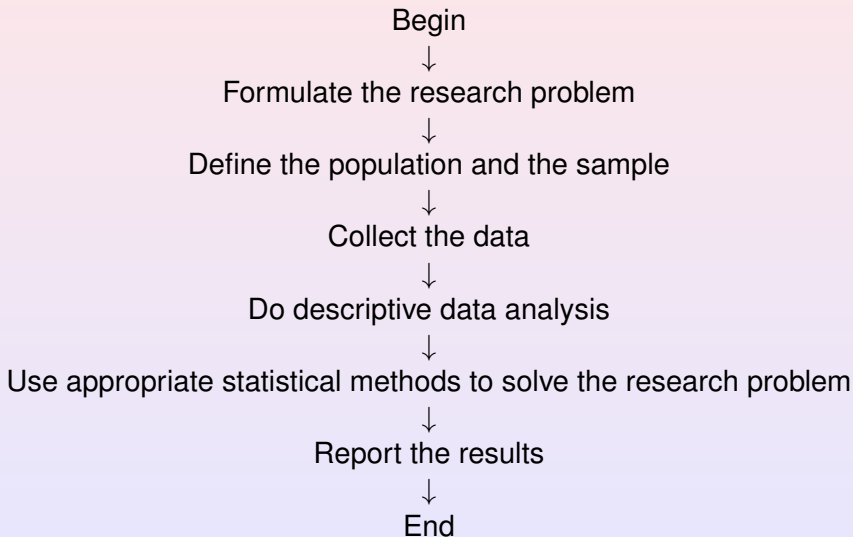 Begin
↓
Formulate the research problem
↓
Define the population and the sample
↓
Collect the data
↓
Do descriptive data analysis
↓
Use appropriate statistical methods to solve the research problem
↓
Report the results
↓
End